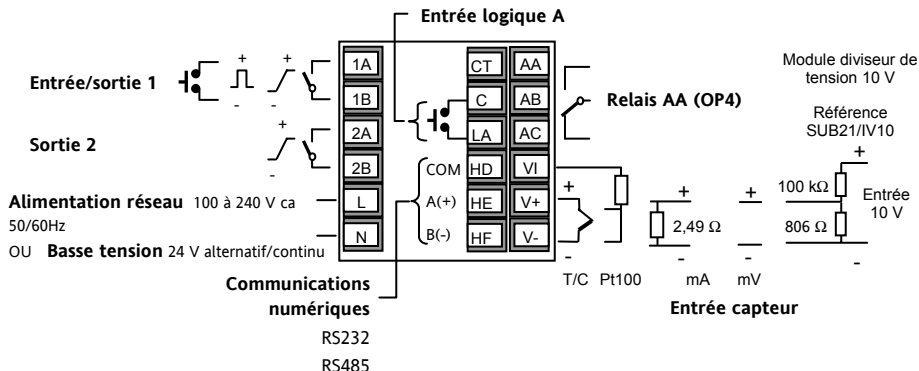 Entrée logique A
Entrée/sortie 1
+
-
+
-
Sortie 2
+
-
Alimentation réseau 100 à 240 V ca
50/60Hz
OU Basse tension 24 V alternatif/continu
1A
1B
2A
2B
L
N
COM
A(+)
B(-)
CT
C
LA
HD
HE
HF
AA
AB
AC
VI
V+
V-
Communications
numériques
RS232
RS485
Relais AA (OP4)
+
-
T/C
Pt100
+
2,49 Ω
-
mA
+
-
mV
Entrée capteur
Module diviseur de
tension 10 V
Référence
SUB21/IV10
+
100 kΩ
806 Ω
Entrée
10 V
-